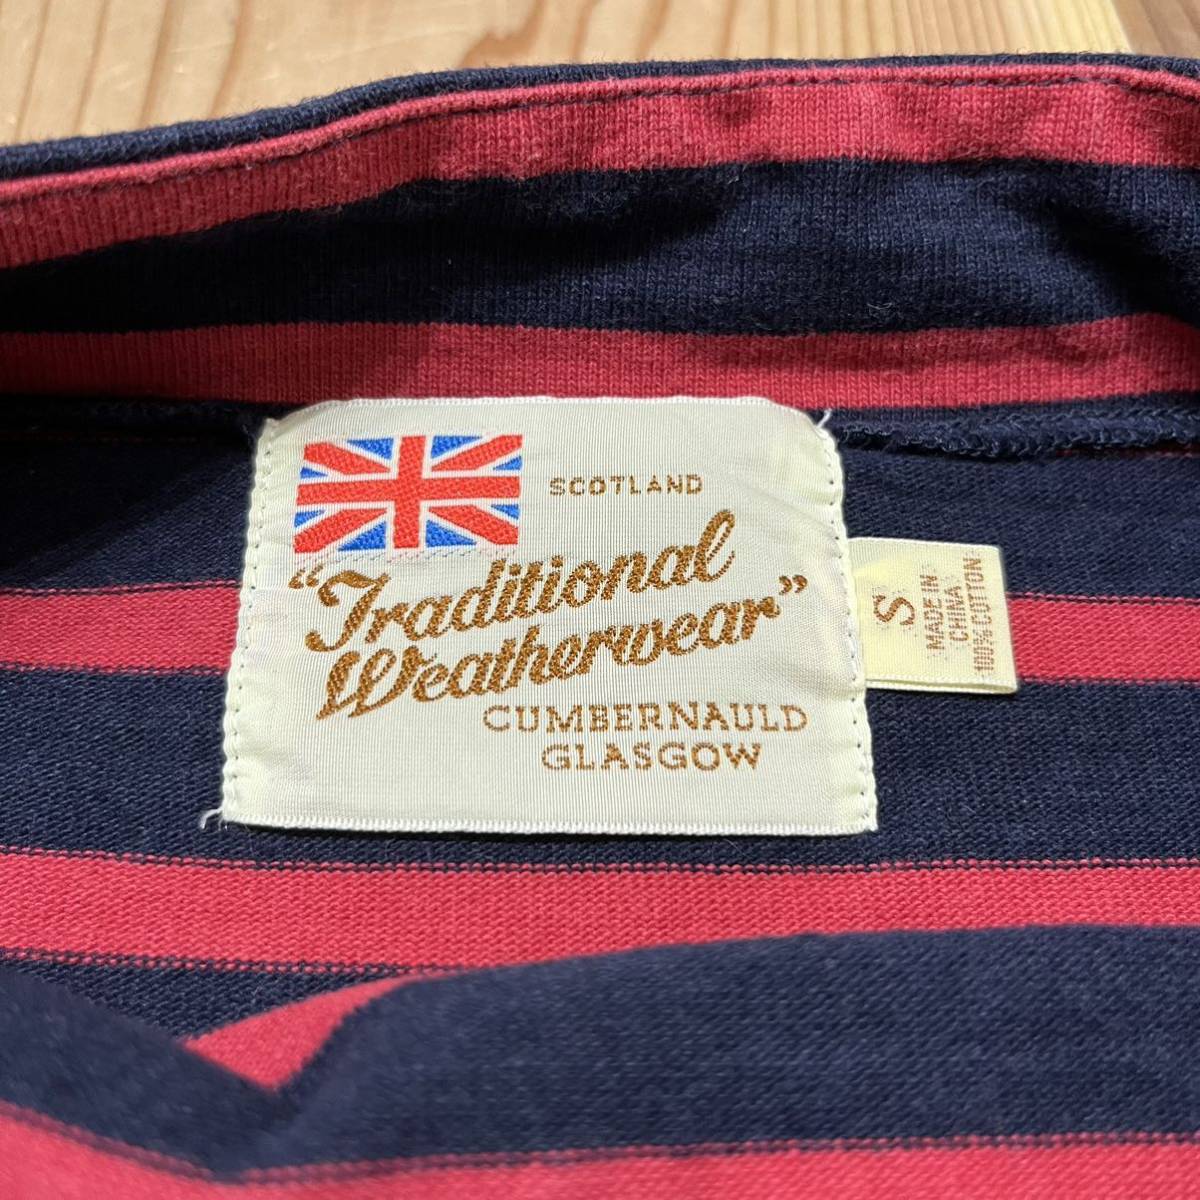 SCOTLAND
"Traditional
Weatherwear"
CUMBERNAULD
GLASGOW
S
MADE IN
CHINA
100% COTTON